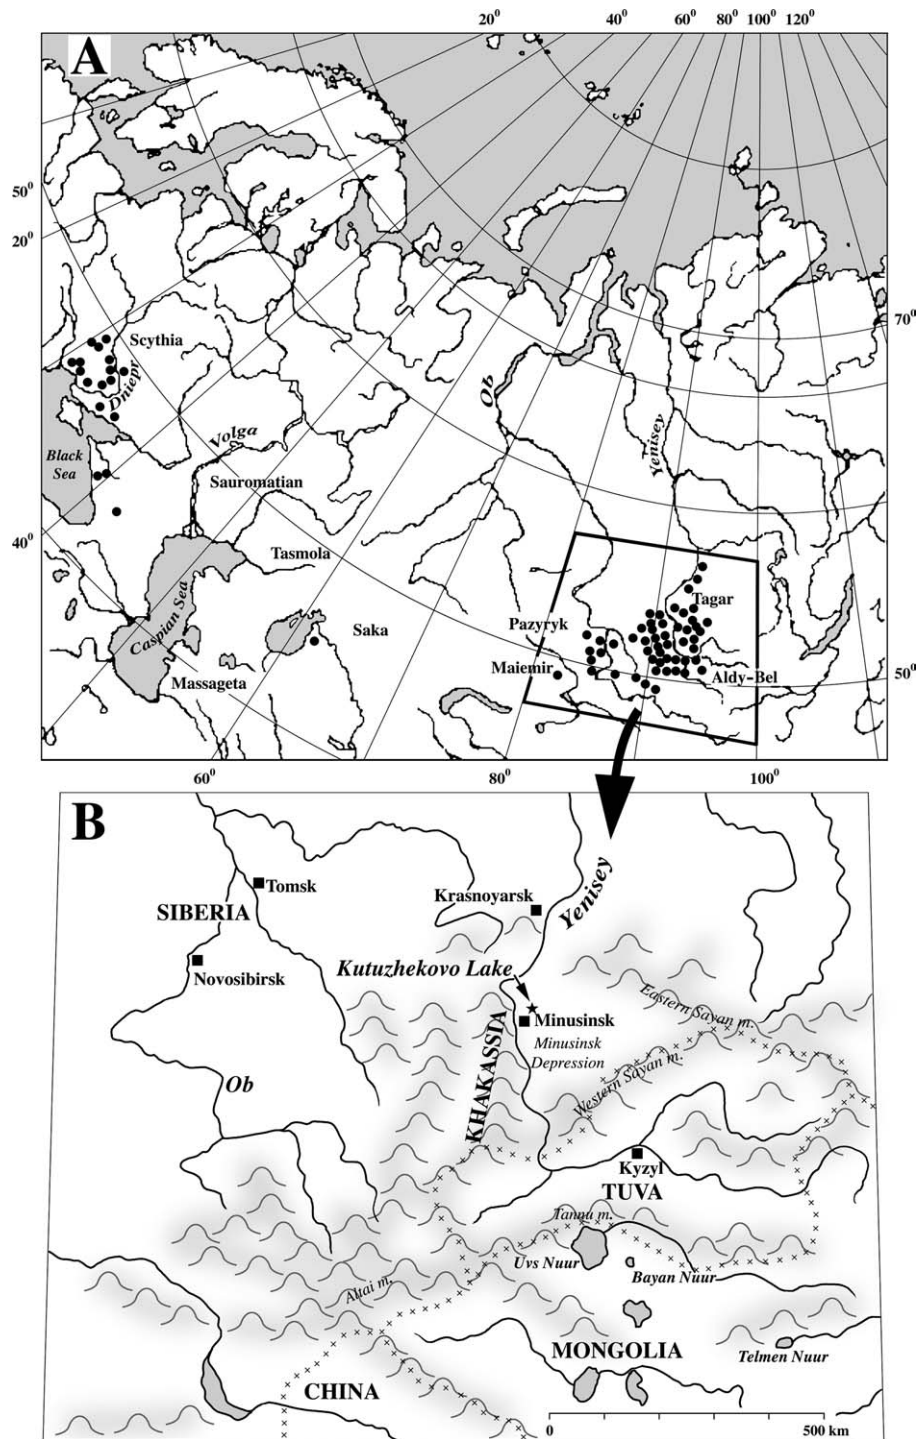 20⁰ 40⁰ 60⁰ 80⁰ 100⁰ 120⁰
A
50⁰
20⁰
70⁰
Scythia
Dniepr
Ob
Yenisey
Volga
Black
Sea
Sauromatian
40⁰
Tasmola
Caspian Sea
Saka
Massageta
Tagar
Pazyryk
Maiemir
Aldy-Bel
50⁰
60⁰ 80⁰ 100⁰
B
Tomsk
SIBERIA
Krasnoyarsk
Yenisey
Novosibirsk
Kutuzhekovo Lake
Eastern Sayan m.
Minusinsk
Minusinsk
Depression
KHAKASSIA
Western Sayan m.
Ob
Kyzyl
TUVA
Tannu m.
Uvs Nuur
Bayan Nuur
Altai m.
MONGOLIA
Telmen Nuur
CHINA
0 500 km